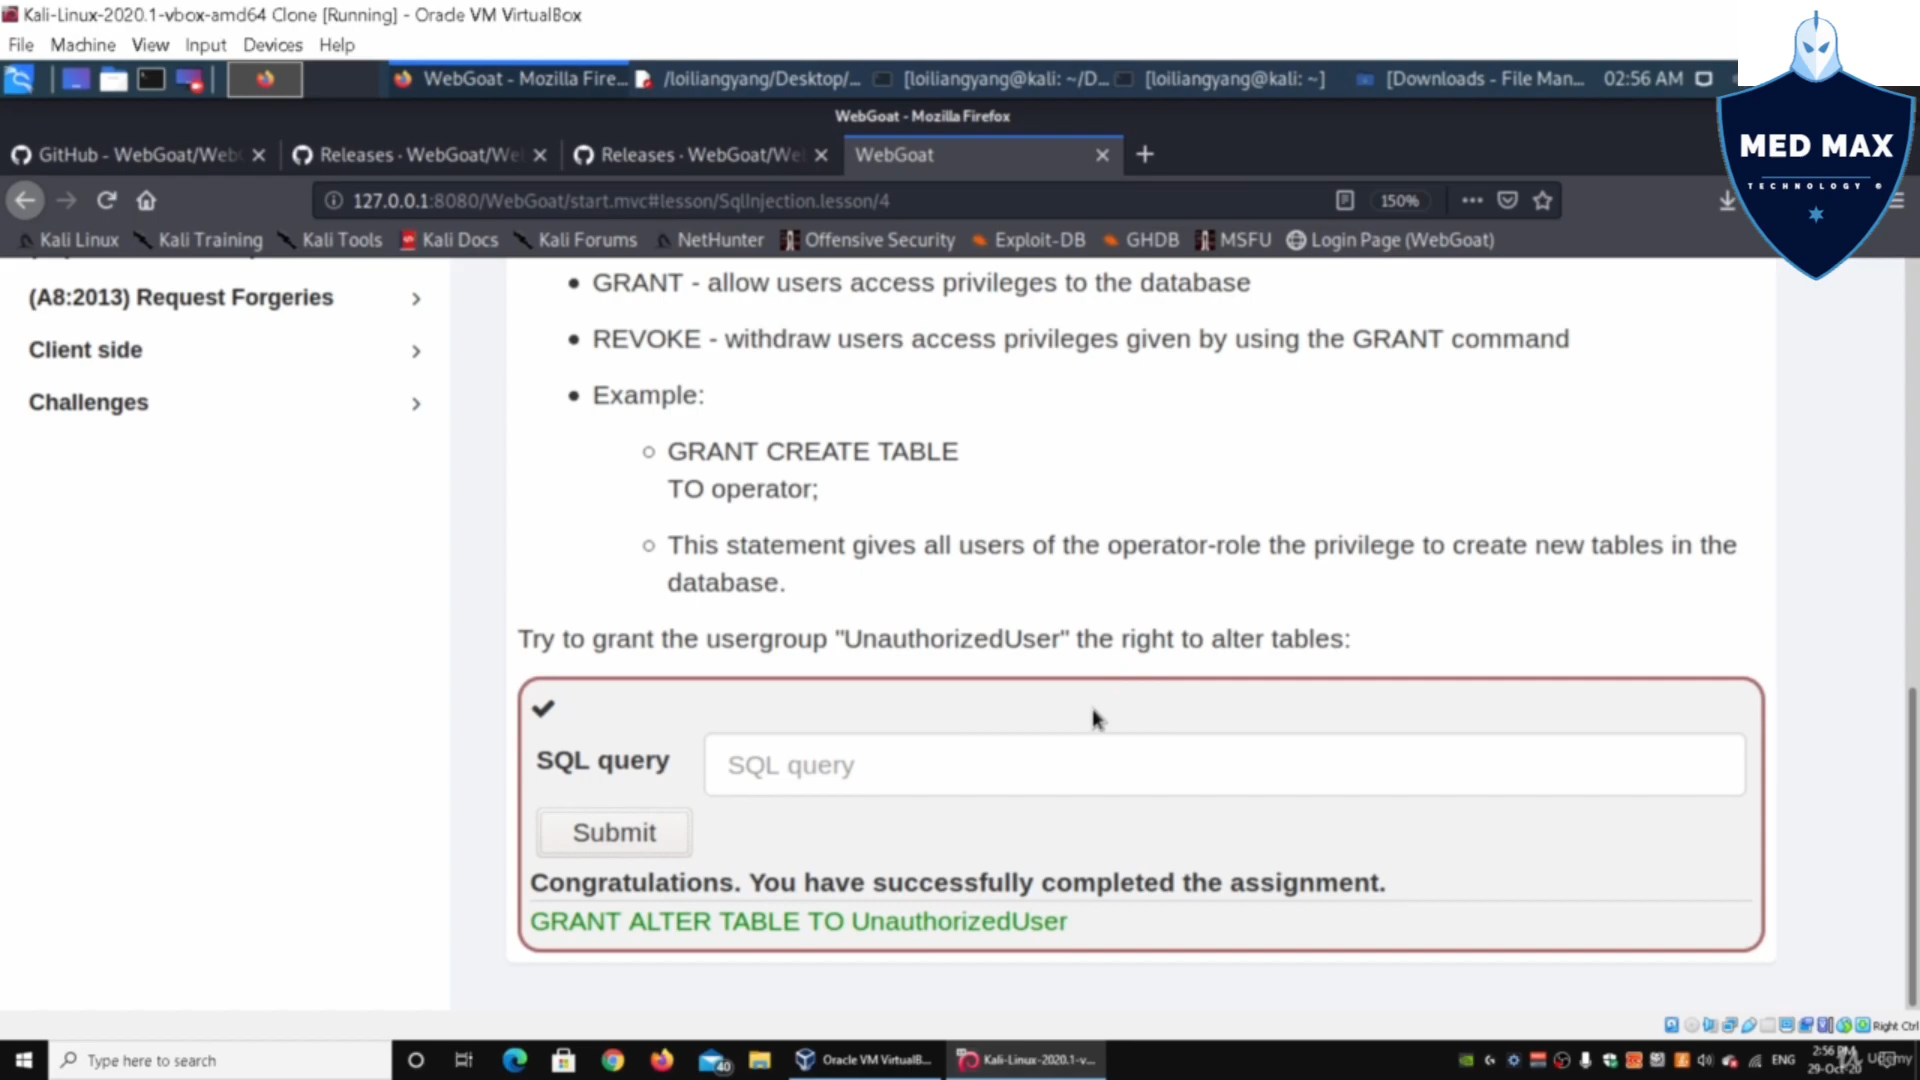 Kali-Linux-2020.1-vbox-amd64 Clone [Running] - Oracle VM VirtualBox
File Machine View Input Devices Help
WebGoat - Mozilla Fire... /loiliangyang/Desktop/... [loiliangyang@kali: ~/D... [loiliangyang@kali: ~] [Downloads - File Man... 02:56 AM
WebGoat - Mozilla Firefox
GitHub - WebGoat/Web Releases · WebGoat/We Releases · WebGoat/We WebGoat
127.0.0.1:8080/WebGoat/start.mvc#lesson/SqlInjection.lesson/4 150%
Kali Linux Kali Training Kali Tools Kali Docs Kali Forums NetHunter Offensive Security Exploit-DB GHDB MSFU Login Page (WebGoat)
MED MAX
TECHNOLOGY
(A8:2013) Request Forgeries
Client side
Challenges
• GRANT - allow users access privileges to the database
• REVOKE - withdraw users access privileges given by using the GRANT command
• Example:
○ GRANT CREATE TABLE
TO operator;
○ This statement gives all users of the operator-role the privilege to create new tables in the
database.
Try to grant the usergroup "UnauthorizedUser" the right to alter tables:
SQL query SQL query
Submit
Congratulations. You have successfully completed the assignment.
GRANT ALTER TABLE TO UnauthorizedUser
Right Ctrl
Type here to search
40
Oracle VM VirtualB...
Kali-Linux-2020.1-v...
ENG
2:56 PM
Udemy